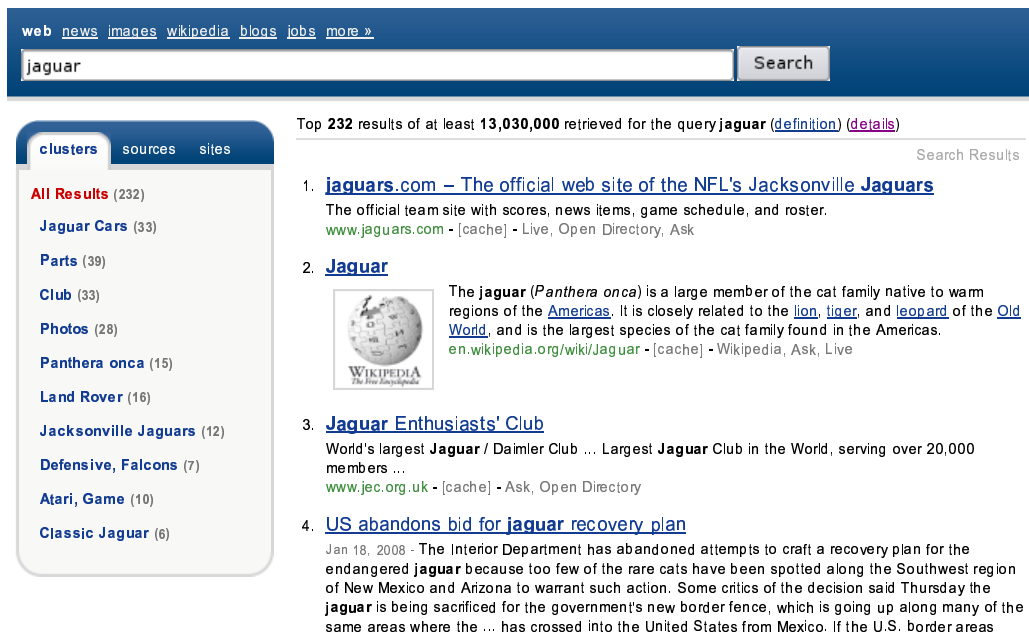 web news images wikipedia blogs jobs more »
jaguar Search
clusters sources sites
All Results (232)
Jaguar Cars (33)
Parts (39)
Club (33)
Photos (28)
Panthera onca (15)
Land Rover (16)
Jacksonville Jaguars (12)
Defensive, Falcons (7)
Atari, Game (10)
Classic Jaguar (6)
Top 232 results of at least 13,030,000 retrieved for the query jaguar (definition) (details)
Search Results
1. jaguars.com – The official web site of the NFL's Jacksonville Jaguars
The official team site with scores, news items, game schedule, and roster.
www.jaguars.com - [cache] - Live, Open Directory, Ask
2. Jaguar
The jaguar (Panthera onca) is a large member of the cat family native to warm
regions of the Americas. It is closely related to the lion, tiger, and leopard of the Old
World, and is the largest species of the cat family found in the Americas.
en.wikipedia.org/wiki/Jaguar - [cache] - Wikipedia, Ask, Live
WIKIPEDIA
The Free Encyclopedia
3. Jaguar Enthusiasts' Club
World's largest Jaguar / Daimler Club ... Largest Jaguar Club in the World, serving over 20,000
members ...
www.jec.org.uk - [cache] - Ask, Open Directory
4. US abandons bid for jaguar recovery plan
Jan 18, 2008 - The Interior Department has abandoned attempts to craft a recovery plan for the
endangered jaguar because too few of the rare cats have been spotted along the Southwest region
of New Mexico and Arizona to warrant such action. Some critics of the decision said Thursday the
jaguar is being sacrificed for the government's new border fence, which is going up along many of the
same areas where the ... has crossed into the United States from Mexico. If the U.S. border areas